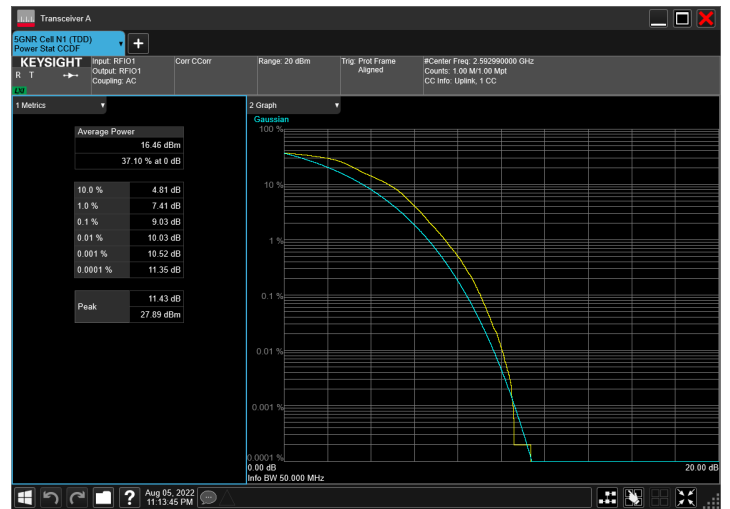 Transceiver A
5GNR Cell N1 (TDD)
Power Stat CCDF
KEYSIGHT
R T
LXI
Input: RFIO1
Output: RFIO1
Coupling: AC
Corr CCorr
Range: 20 dBm
Trig: Prot Frame
Aligned
#Center Freq: 2.592990000 GHz
Counts: 1.00 M/1.00 Mpt
CC Info: Uplink, 1 CC
1 Metrics
Average Power
16.46 dBm
37.10 % at 0 dB
10.0 % 4.81 dB
1.0 % 7.41 dB
0.1 % 9.03 dB
0.01 % 10.03 dB
0.001 % 10.52 dB
0.0001 % 11.35 dB
Peak
11.43 dB
27.89 dBm
2 Graph
Gaussian
100 %
10 %
1 %
0.1 %
0.01 %
0.001 %
0.0001 %
0.00 dB 20.00 dB
Info BW 50.000 MHz
? Aug 05, 2022
11:13:45 PM